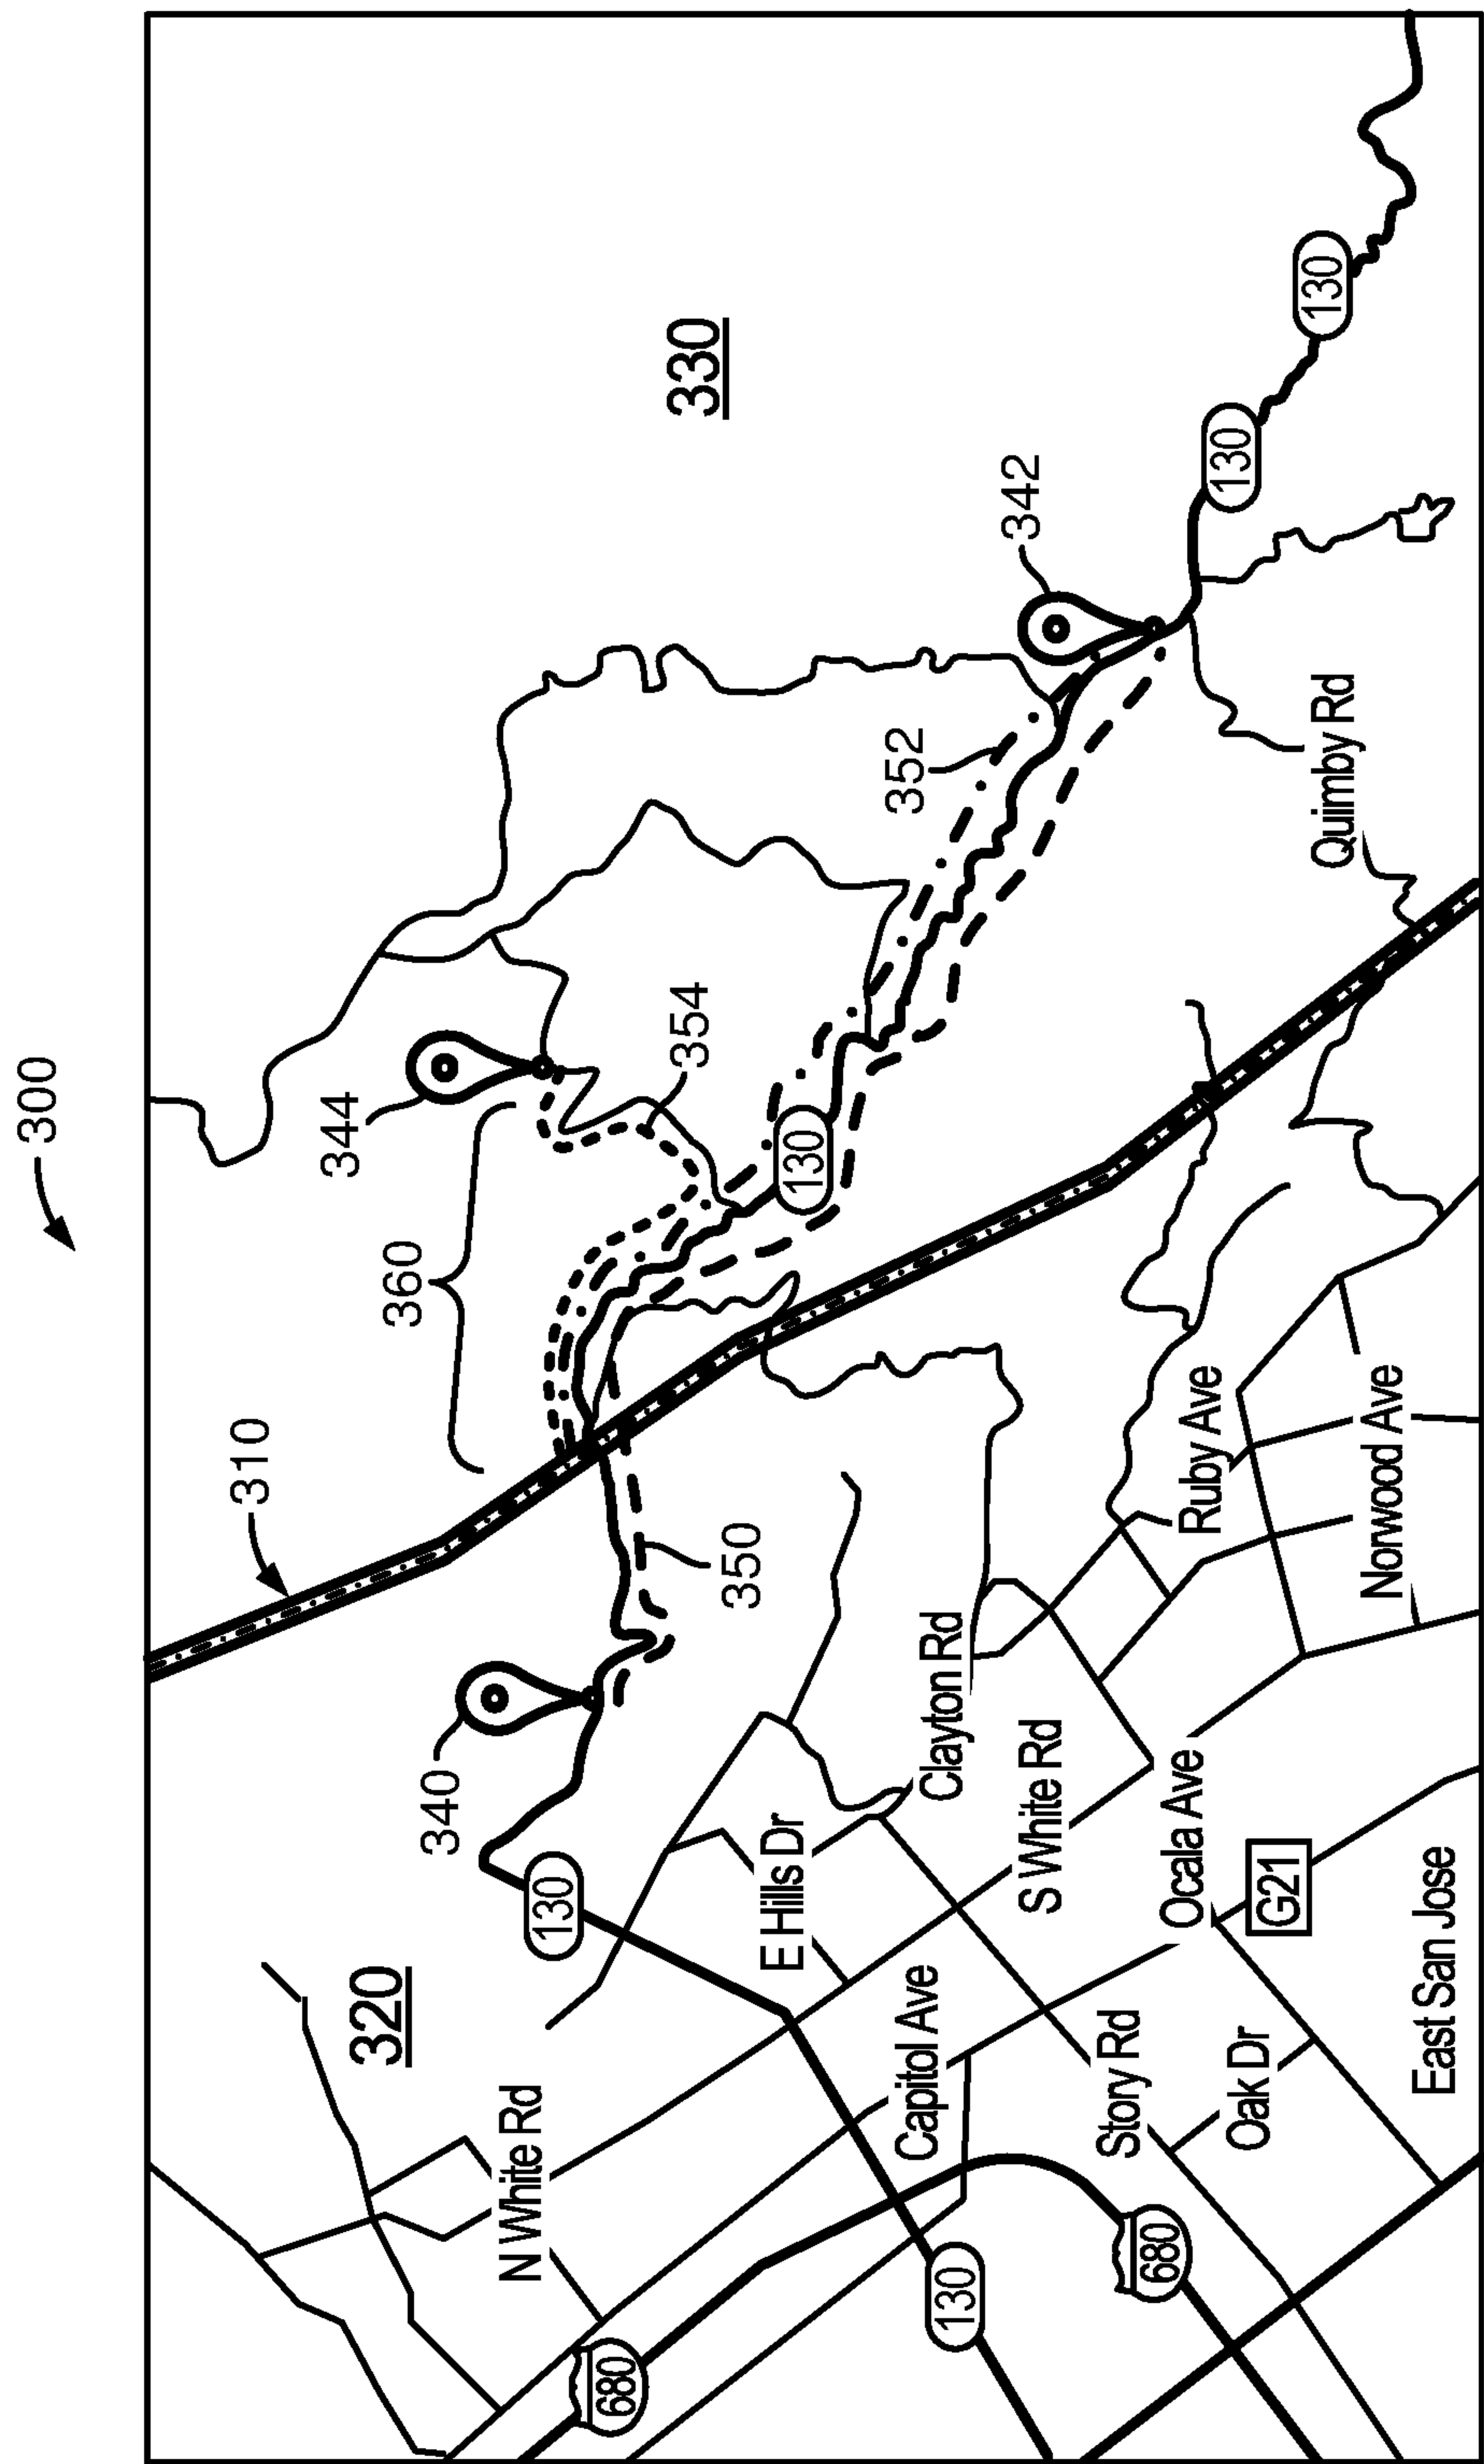 300
310
360
344
354
340
350
352
342
330
320
130
130
130
130
130
680
680
G21
N White Rd
E Hills Dr
Capitol Ave
Clayton Rd
S White Rd
Story Rd
Ocala Ave
Oak Dr
Ruby Ave
Norwood Ave
Quimby Rd
East San Jose